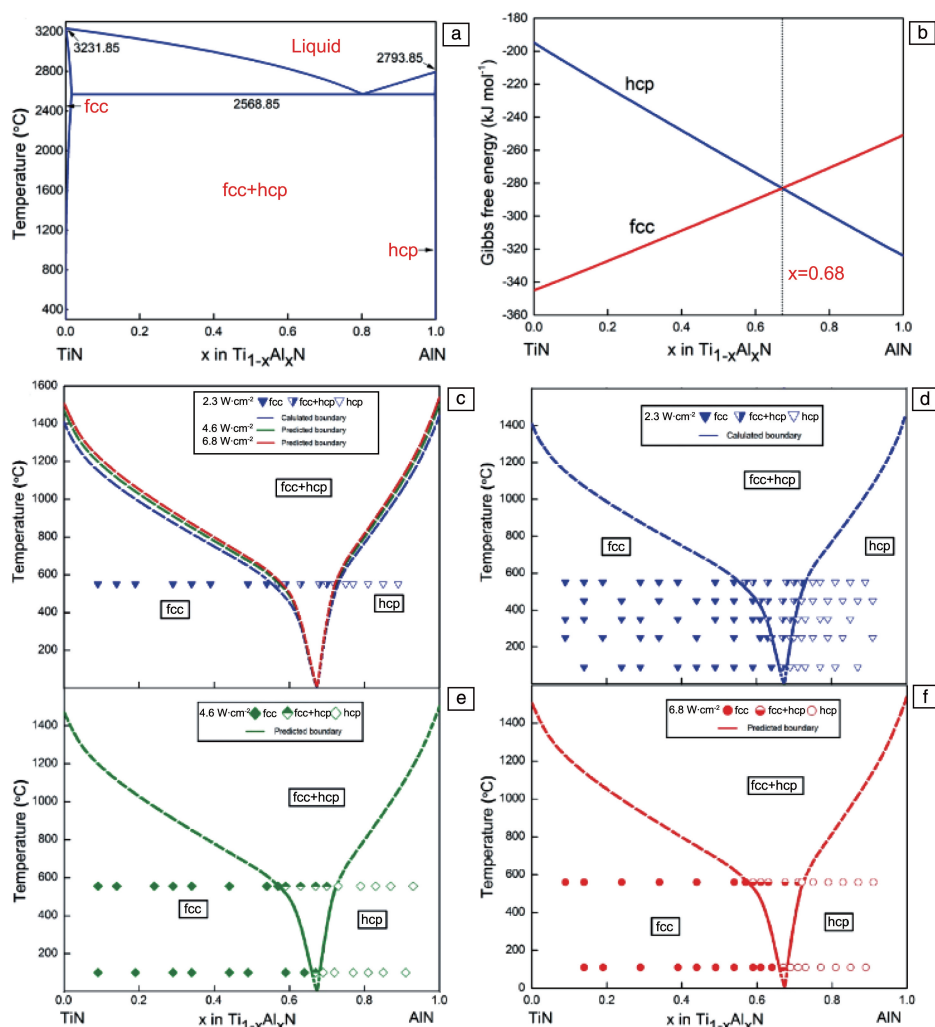 a
3200
2800
2400
2000
1600
1200
800
400
Temperature (°C)
3231.85
Liquid
2793.85
2568.85
fcc
fcc+hcp
hcp
0.0 0.2 0.4 0.6 0.8 1.0
TiN x in Ti1-xAlxN AlN
b
-180
-200
-220
-240
-260
-280
-300
-320
-340
-360
Gibbs free energy (kJ mol-1)
hcp
fcc
x=0.68
0.0 0.2 0.4 0.6 0.8 1.0
TiN x in Ti1-xAlxN AlN
c
1600
1400
1200
1000
800
600
400
200
Temperature (°C)
2.3 W·cm-2 fcc fcc+hcp hcp
Calulated boundary
4.6 W·cm-2 Predicted boundary
6.8 W·cm-2 Predicted boundary
fcc+hcp
fcc
hcp
d
1400
1200
1000
800
600
400
200
Temperature (°C)
2.3 W·cm-2 fcc fcc+hcp hcp
Calulated boundary
fcc+hcp
fcc
hcp
e
1400
1200
1000
800
600
400
200
Temperature (°C)
4.6 W·cm-2 fcc fcc+hcp hcp
Predicted boundary
fcc+hcp
fcc
hcp
0.0 0.2 0.4 0.6 0.8 1.0
TiN x in Ti1-xAlxN AlN
f
1400
1200
1000
800
600
400
200
0
Temperature (°C)
6.8 W·cm-2 fcc fcc+hcp hcp
Predicted boundary
fcc+hcp
fcc
hcp
0.0 0.2 0.4 0.6 0.8 1.0
TiN x in Ti1-xAlxN AlN